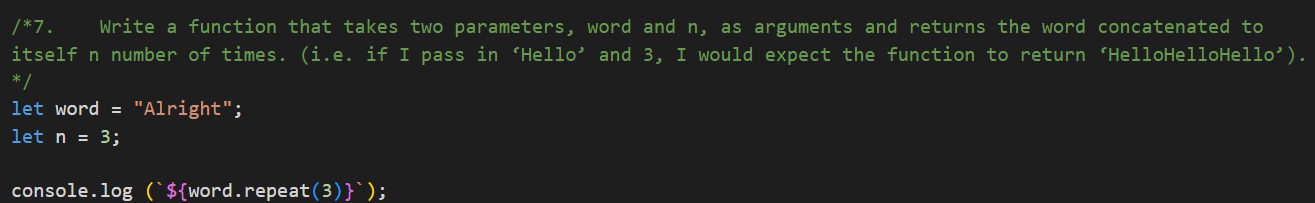 /*7.    Write a function that takes two parameters, word and n, as arguments and returns the word concatenated to
itself n number of times. (i.e. if I pass in ‘Hello’ and 3, I would expect the function to return ‘HelloHelloHello’).
*/
let word = "Alright";
let n = 3;
console.log (`${word.repeat(3)}`);